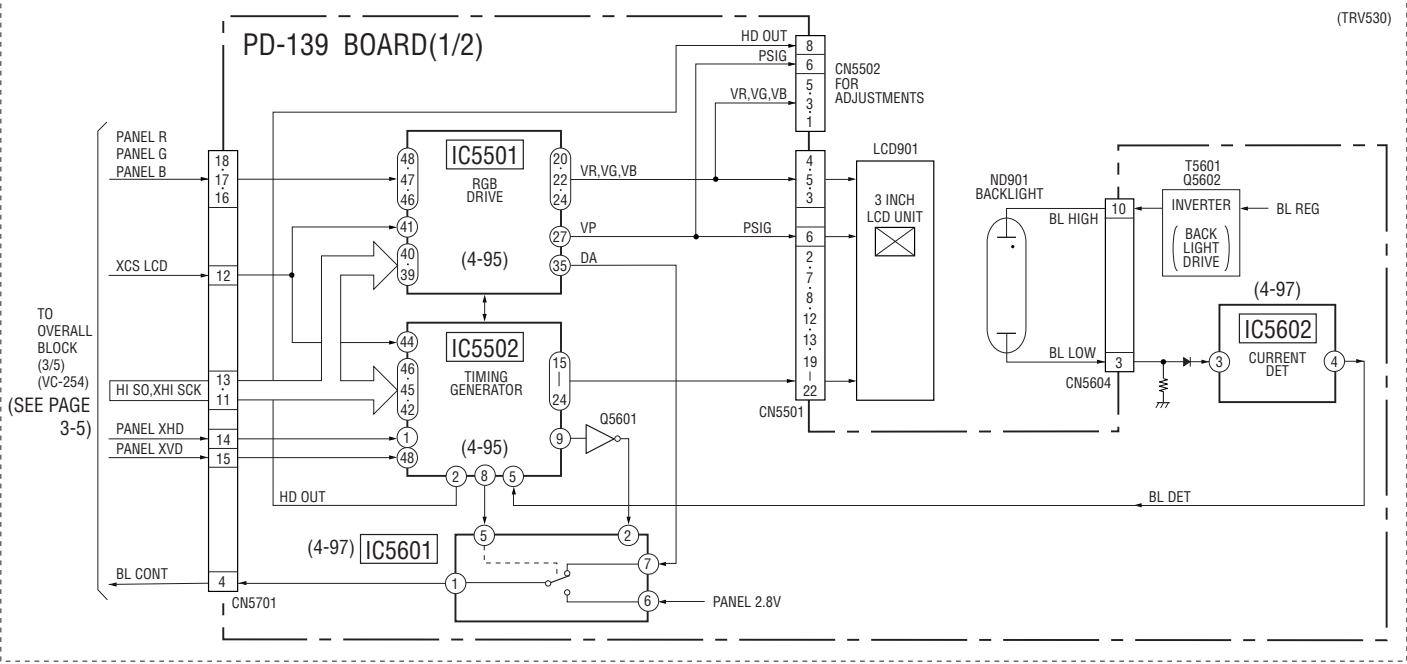 (TRV530)
PD-139 BOARD(1/2)
HD OUT
8
PSIG
6
5
·
3
·
1
VR,VG,VB
CN5502
FOR
ADJUSTMENTS
PANEL R
PANEL G
PANEL B
18
·
17
·
16
48
·
47
·
46
IC5501
RGB
DRIVE
(4-95)
20
·
22
·
24
VR,VG,VB
4
·
5
·
3
LCD901
3 INCH
LCD UNIT
41
27
VP
PSIG
6
40
·
39
35
DA
XCS LCD
12
2
·
7
·
8
·
12
·
13
·
19
|
22
CN5501
ND901
BACKLIGHT
BL HIGH
10
T5601
Q5602
INVERTER
BACK
LIGHT
DRIVE
BL REG
BL LOW
3
CN5604
(4-97)
IC5602
CURRENT
DET
3
4
TO
OVERALL
BLOCK
(3/5)
(VC-254)
(SEE PAGE
3-5)
44
IC5502
TIMING
GENERATOR
(4-95)
15
|
24
46
·
45
·
42
HI SO,XHI SCK
13
·
11
PANEL XHD
14
1
PANEL XVD
15
48
9
Q5601
2
8
5
HD OUT
BL DET
(4-97)
IC5601
5
2
7
1
6
PANEL 2.8V
BL CONT
4
CN5701